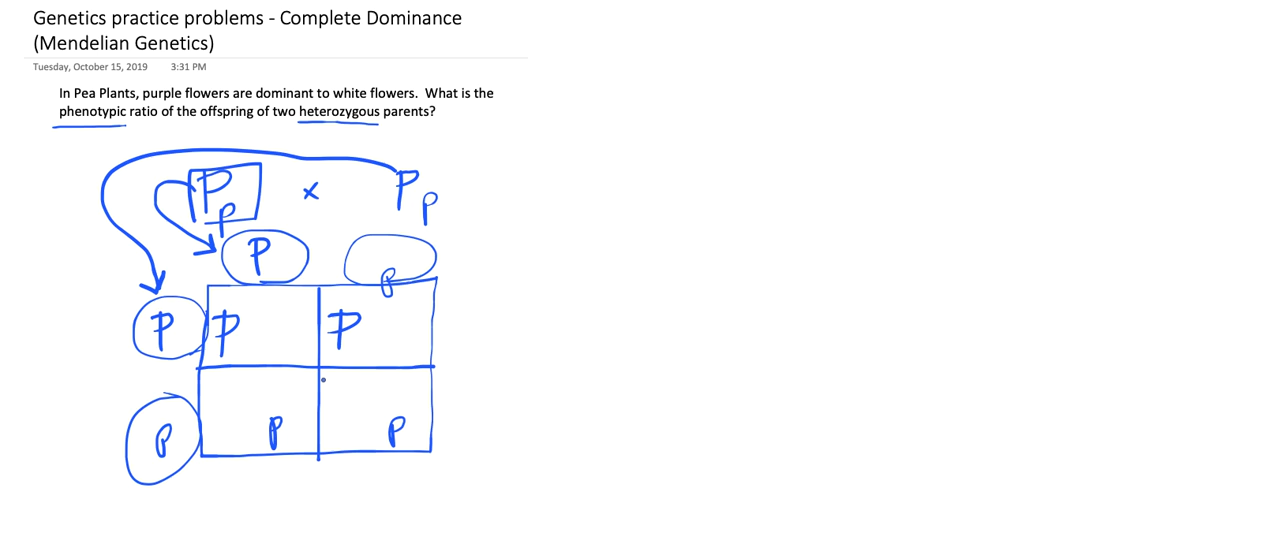 Genetics practice problems - Complete Dominance
(Mendelian Genetics)
Tuesday, October 15, 2019 3:31 PM
In Pea Plants, purple flowers are dominant to white flowers. What is the
phenotypic ratio of the offspring of two heterozygous parents?
Pp x Pp
P p
P P P
p p p